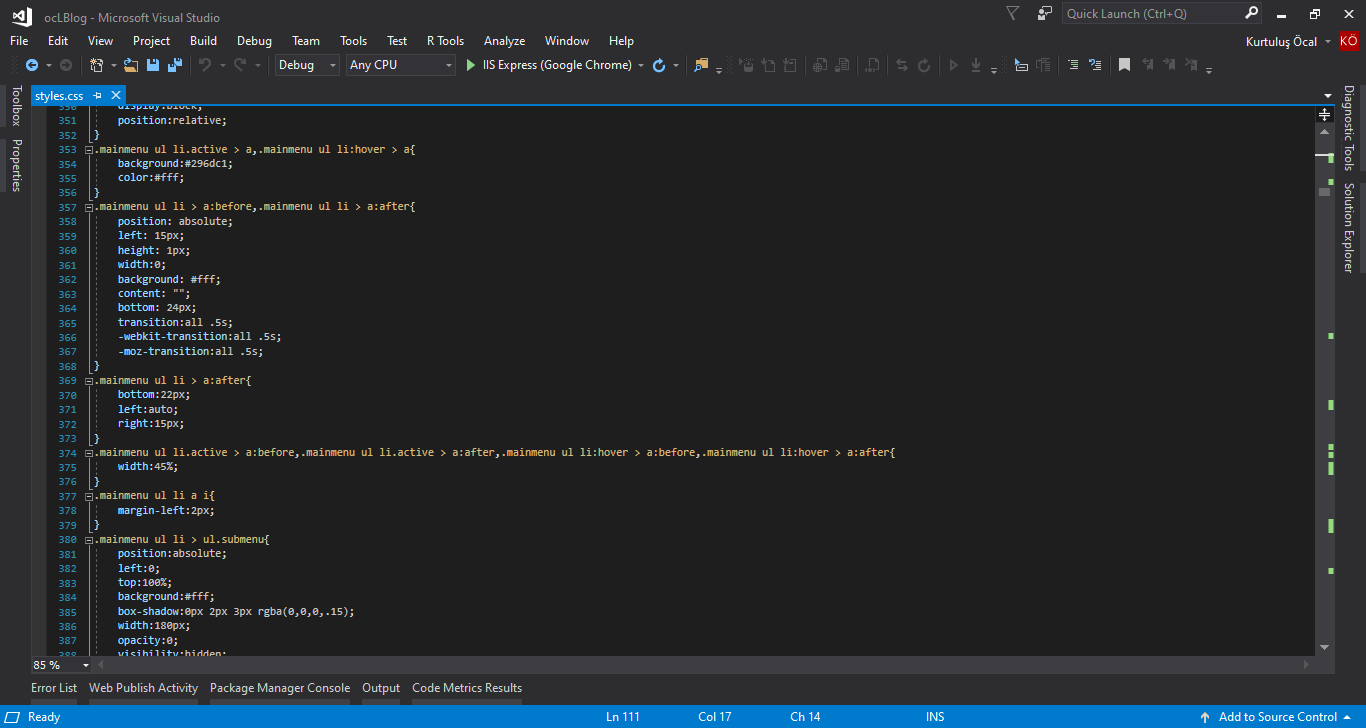 ocLBlog - Microsoft Visual Studio
Quick Launch (Ctrl+Q)
File Edit View Project Build Debug Team Tools Test R Tools Analyze Window Help
Kurtuluş Öcal KÖ
Debug Any CPU IIS Express (Google Chrome)
styles.css
Toolbox
Properties
Diagnostic Tools
Solution Explorer
350 display:block;
351 position:relative;
352 }
353 .mainmenu ul li.active > a,.mainmenu ul li:hover > a{
354 background:#296dc1;
355 color:#fff;
356 }
357 .mainmenu ul li > a:before,.mainmenu ul li > a:after{
358 position: absolute;
359 left: 15px;
360 height: 1px;
361 width:0;
362 background: #fff;
363 content: "";
364 bottom: 24px;
365 transition:all .5s;
366 -webkit-transition:all .5s;
367 -moz-transition:all .5s;
368 }
369 .mainmenu ul li > a:after{
370 bottom:22px;
371 left:auto;
372 right:15px;
373 }
374 .mainmenu ul li.active > a:before,.mainmenu ul li.active > a:after,.mainmenu ul li:hover > a:before,.mainmenu ul li:hover > a:after{
375 width:45%;
376 }
377 .mainmenu ul li a i{
378 margin-left:2px;
379 }
380 .mainmenu ul li > ul.submenu{
381 position:absolute;
382 left:0;
383 top:100%;
384 background:#fff;
385 box-shadow:0px 2px 3px rgba(0,0,0,.15);
386 width:180px;
387 opacity:0;
388 visibility:hidden;
85 %
Error List Web Publish Activity Package Manager Console Output Code Metrics Results
Ready Ln 111 Col 17 Ch 14 INS Add to Source Control